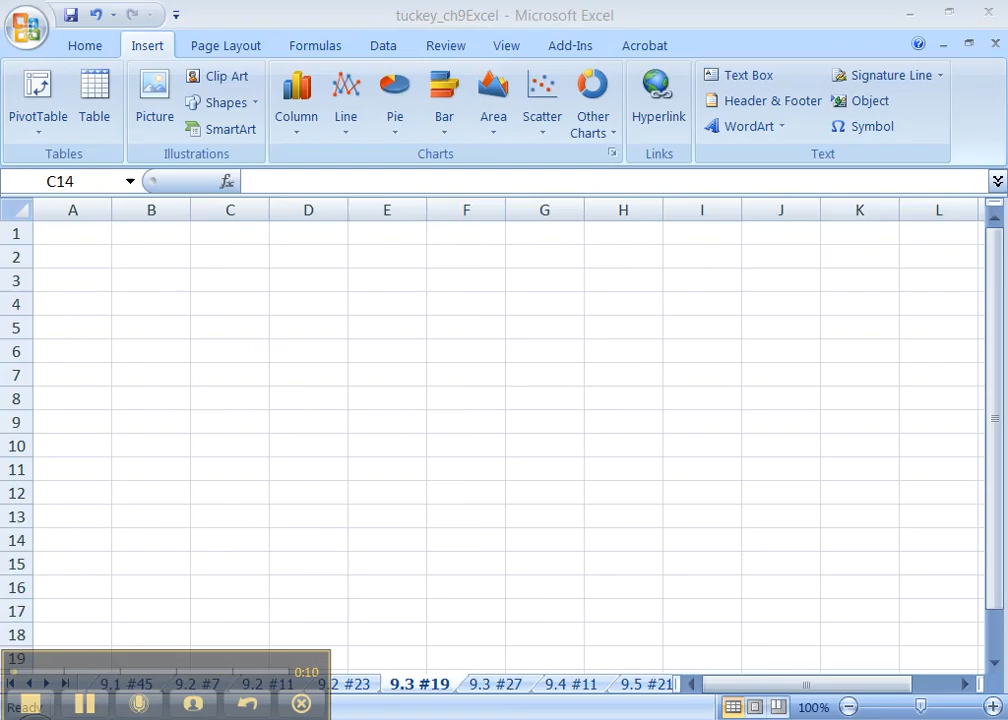 tuckey_ch9Excel - Microsoft Excel
Home Insert Page Layout Formulas Data Review View Add-Ins Acrobat
PivotTable Table Picture Clip Art Shapes SmartArt Column Line Pie Bar Area Scatter Other Charts Hyperlink Text Box Header & Footer WordArt Signature Line Object Symbol
Tables Illustrations Charts Links Text
C14 fx
A B C D E F G H I J K L
1
2
3
4
5
6
7
8
9
10
11
12
13
14
15
16
17
18
19
0:10
9.1 #45 9.2 #7 9.2 #11 9.2 #23 9.3 #19 9.3 #27 9.4 #11 9.5 #21
Ready 100%